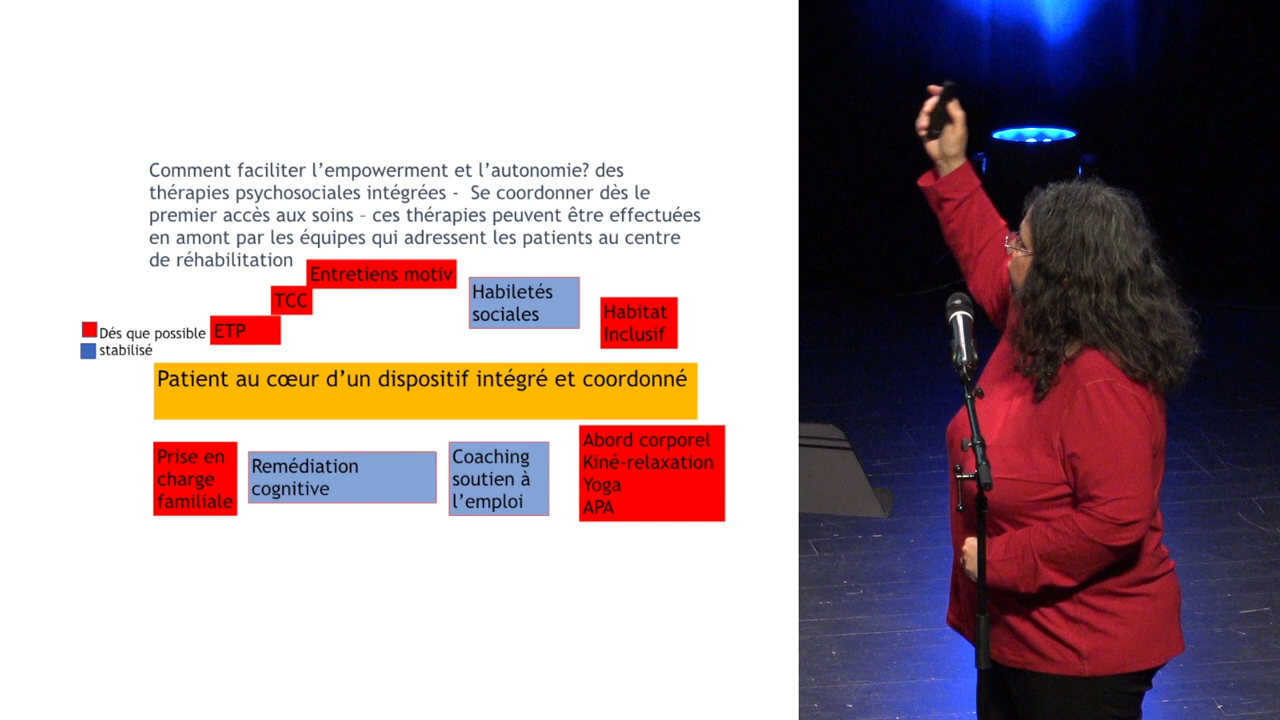 Comment faciliter l’empowerment et l’autonomie? des
thérapies psychosociales intégrées -  Se coordonner dès le
premier accès aux soins – ces thérapies peuvent être effectuées
en amont par les équipes qui adressent les patients au centre
de réhabilitation
Entretiens motiv
TCC
ETP
Habiletés
sociales
Habitat
Inclusif
Dés que possible
stabilisé
Patient au cœur d’un dispositif intégré et coordonné
Prise en
charge
familiale
Remédiation
cognitive
Coaching
soutien à
l’emploi
Abord corporel
Kiné-relaxation
Yoga
APA